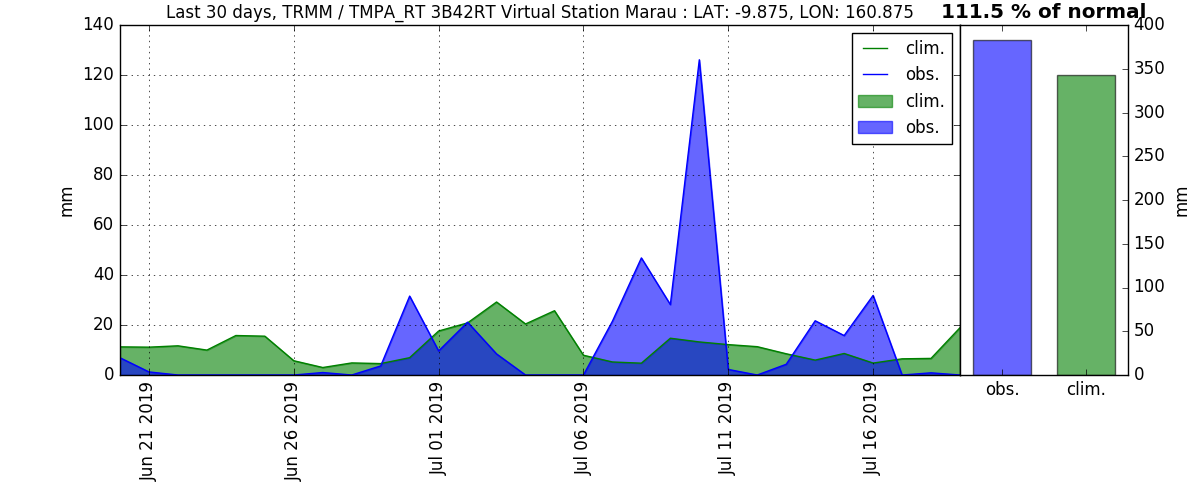 Last 30 days, TRMM / TMPA_RT 3B42RT Virtual Station Marau : LAT: -9.875, LON: 160.875
111.5 % of normal
140
120
100
80
60
40
20
0
mm
clim.
obs.
clim.
obs.
Jun 21 2019
Jun 26 2019
Jul 01 2019
Jul 06 2019
Jul 11 2019
Jul 16 2019
400
350
300
250
200
150
100
50
0
mm
obs.
clim.